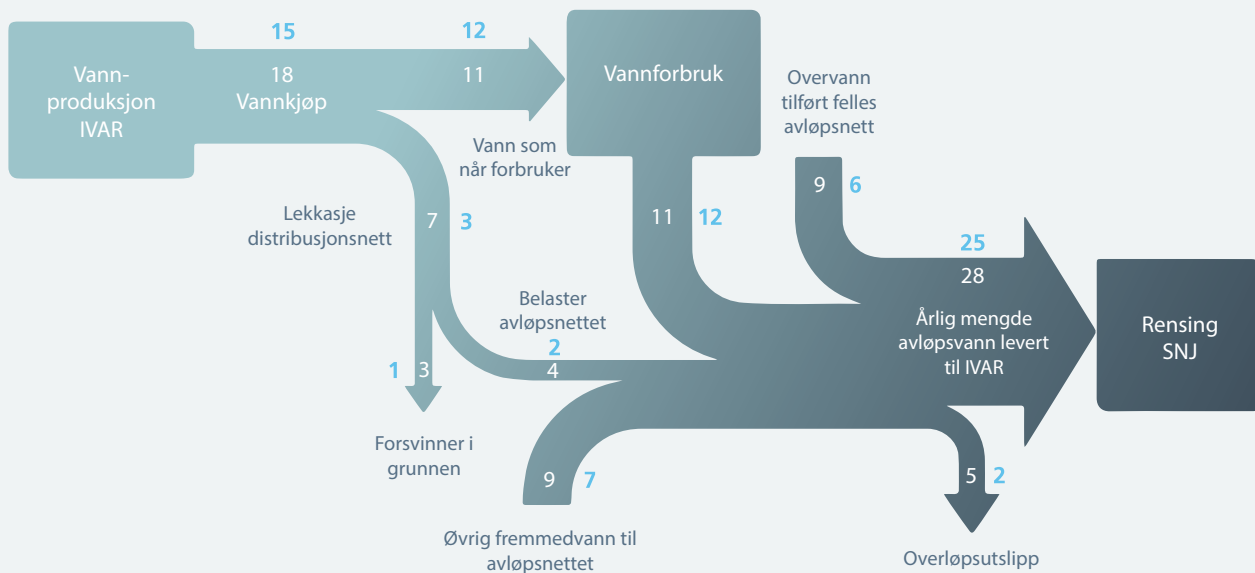 15
12
Vann-
produksjon
IVAR
18
Vannkjøp
11
Vannforbruk
Overvann
tilført felles
avløpsnett
Vann som
når forbruker
9
6
Lekkasje
distribusjonsnett
7
3
11
12
25
28
Belaster
avløpsnettet
2
4
Årlig mengde
avløpsvann levert
til IVAR
Rensing
SNJ
1
3
Forsvinner i
grunnen
9
7
5
2
Øvrig fremmedvann til
avløpsnettet
Overløpsutslipp